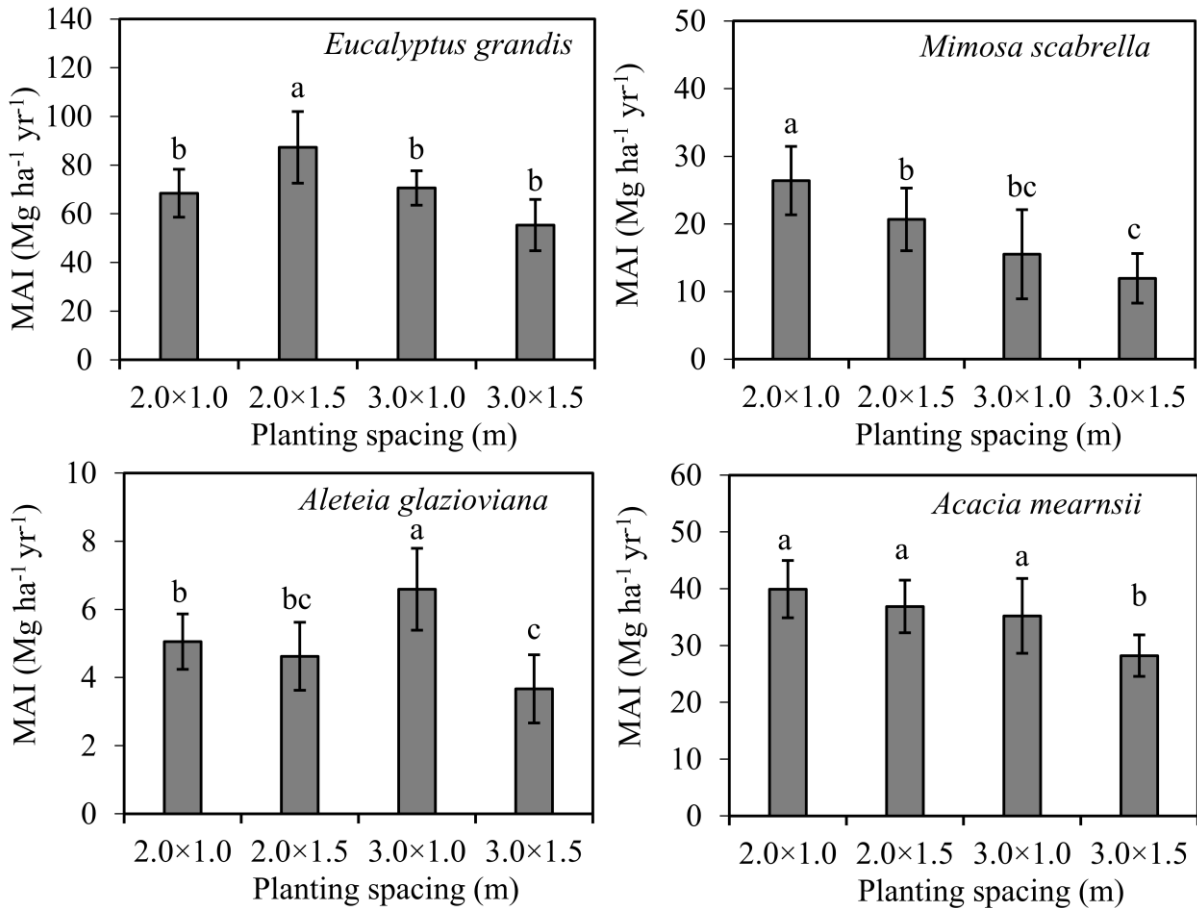 Eucalyptus grandis
MAI (Mg ha⁻¹ yr⁻¹)
140
120
100
80
60
40
20
0
b
a
b
b
2.0×1.0 2.0×1.5 3.0×1.0 3.0×1.5
Planting spacing (m)
Mimosa scabrella
MAI (Mg ha⁻¹ yr⁻¹)
50
40
30
20
10
0
a
b
bc
c
2.0×1.0 2.0×1.5 3.0×1.0 3.0×1.5
Planting spacing (m)
Aleteia glazioviana
MAI (Mg ha⁻¹ yr⁻¹)
10
8
6
4
2
0
b
bc
a
c
2.0×1.0 2.0×1.5 3.0×1.0 3.0×1.5
Planting spacing (m)
Acacia mearnsii
MAI (Mg ha⁻¹ yr⁻¹)
60
50
40
30
20
10
0
a
a
a
b
2.0×1.0 2.0×1.5 3.0×1.0 3.0×1.5
Planting spacing (m)